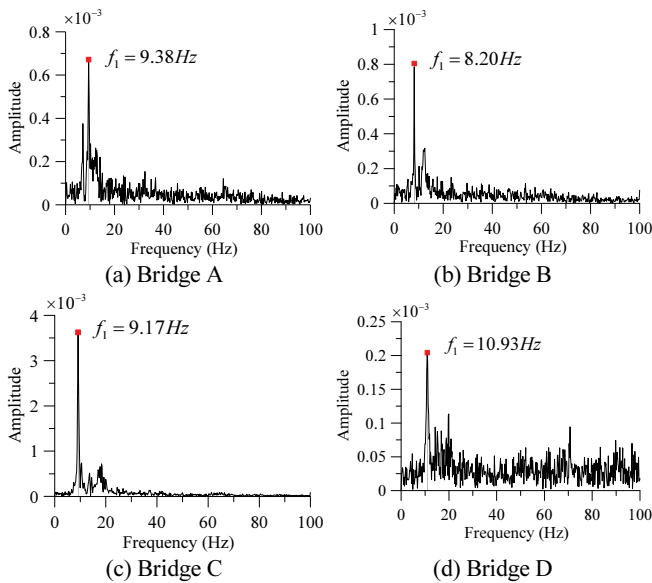 ×10⁻³
0.8
0.6
0.4
0.2
0
Amplitude
f₁ = 9.38Hz
0 20 40 60 80 100
Frequency (Hz)
(a) Bridge A
×10⁻³
1
0.8
0.6
0.4
0.2
0
Amplitude
f₁ = 8.20Hz
0 20 40 60 80 100
Frequency (Hz)
(b) Bridge B
×10⁻³
4
3
2
1
0
Amplitude
f₁ = 9.17Hz
0 20 40 60 80 100
Frequency (Hz)
(c) Bridge C
×10⁻³
0.25
0.2
0.15
0.1
0.05
0
Amplitude
f₁ = 10.93Hz
0 20 40 60 80 100
Frequency (Hz)
(d) Bridge D